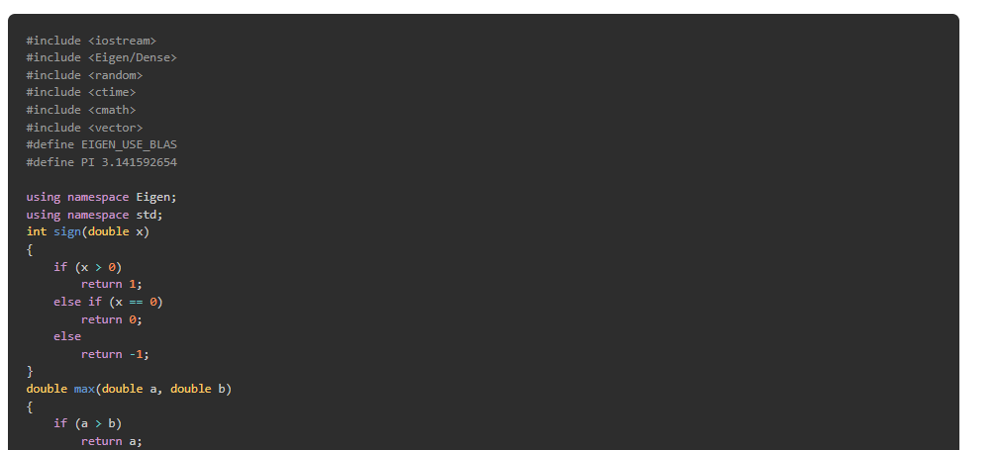 #include <iostream>
#include <Eigen/Dense>
#include <random>
#include <ctime>
#include <cmath>
#include <vector>
#define EIGEN_USE_BLAS
#define PI 3.141592654

using namespace Eigen;
using namespace std;
int sign(double x)
{
    if (x > 0)
        return 1;
    else if (x == 0)
        return 0;
    else
        return -1;
}
double max(double a, double b)
{
    if (a > b)
        return a;